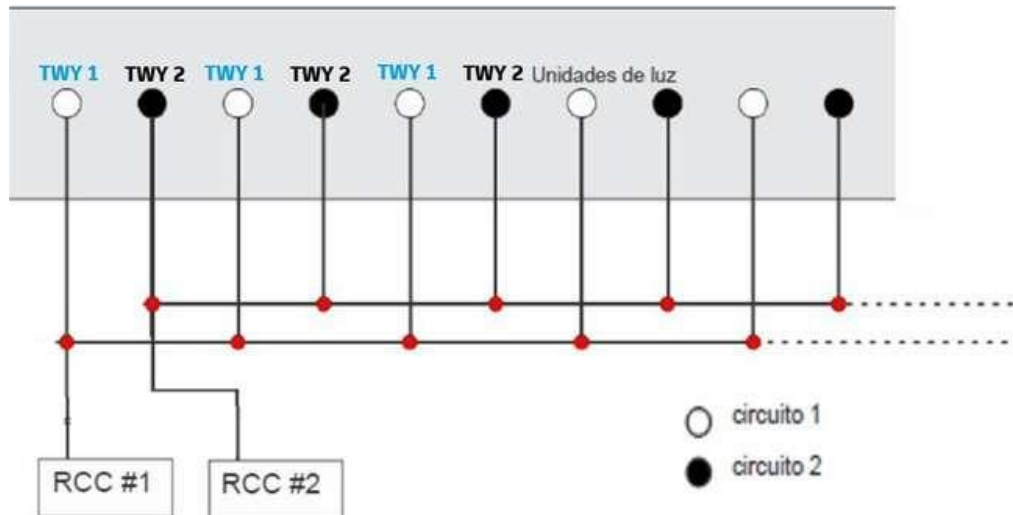 TWY 1 TWY 2 TWY 1 TWY 2 TWY 1 TWY 2 Unidades de luz
circuito 1
circuito 2
RCC #1 RCC #2